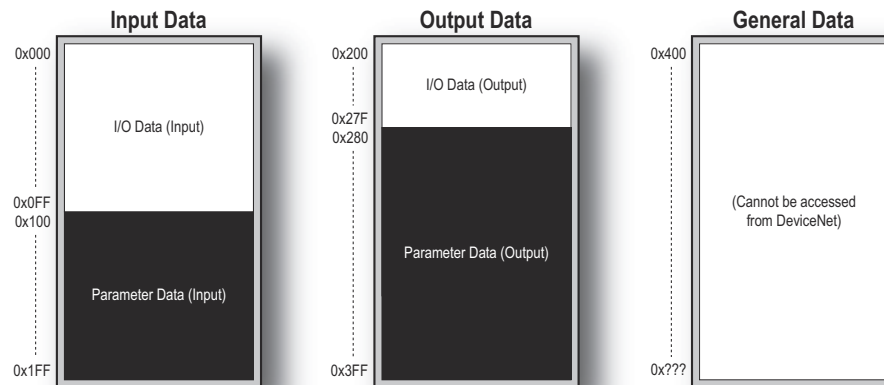 Input Data
0x000
I/O Data (Input)
0x0FF
0x100
Parameter Data (Input)
0x1FF
Output Data
0x200
I/O Data (Output)
0x27F
0x280
Parameter Data (Output)
0x3FF
General Data
0x400
(Cannot be accessed
from DeviceNet)
0x???